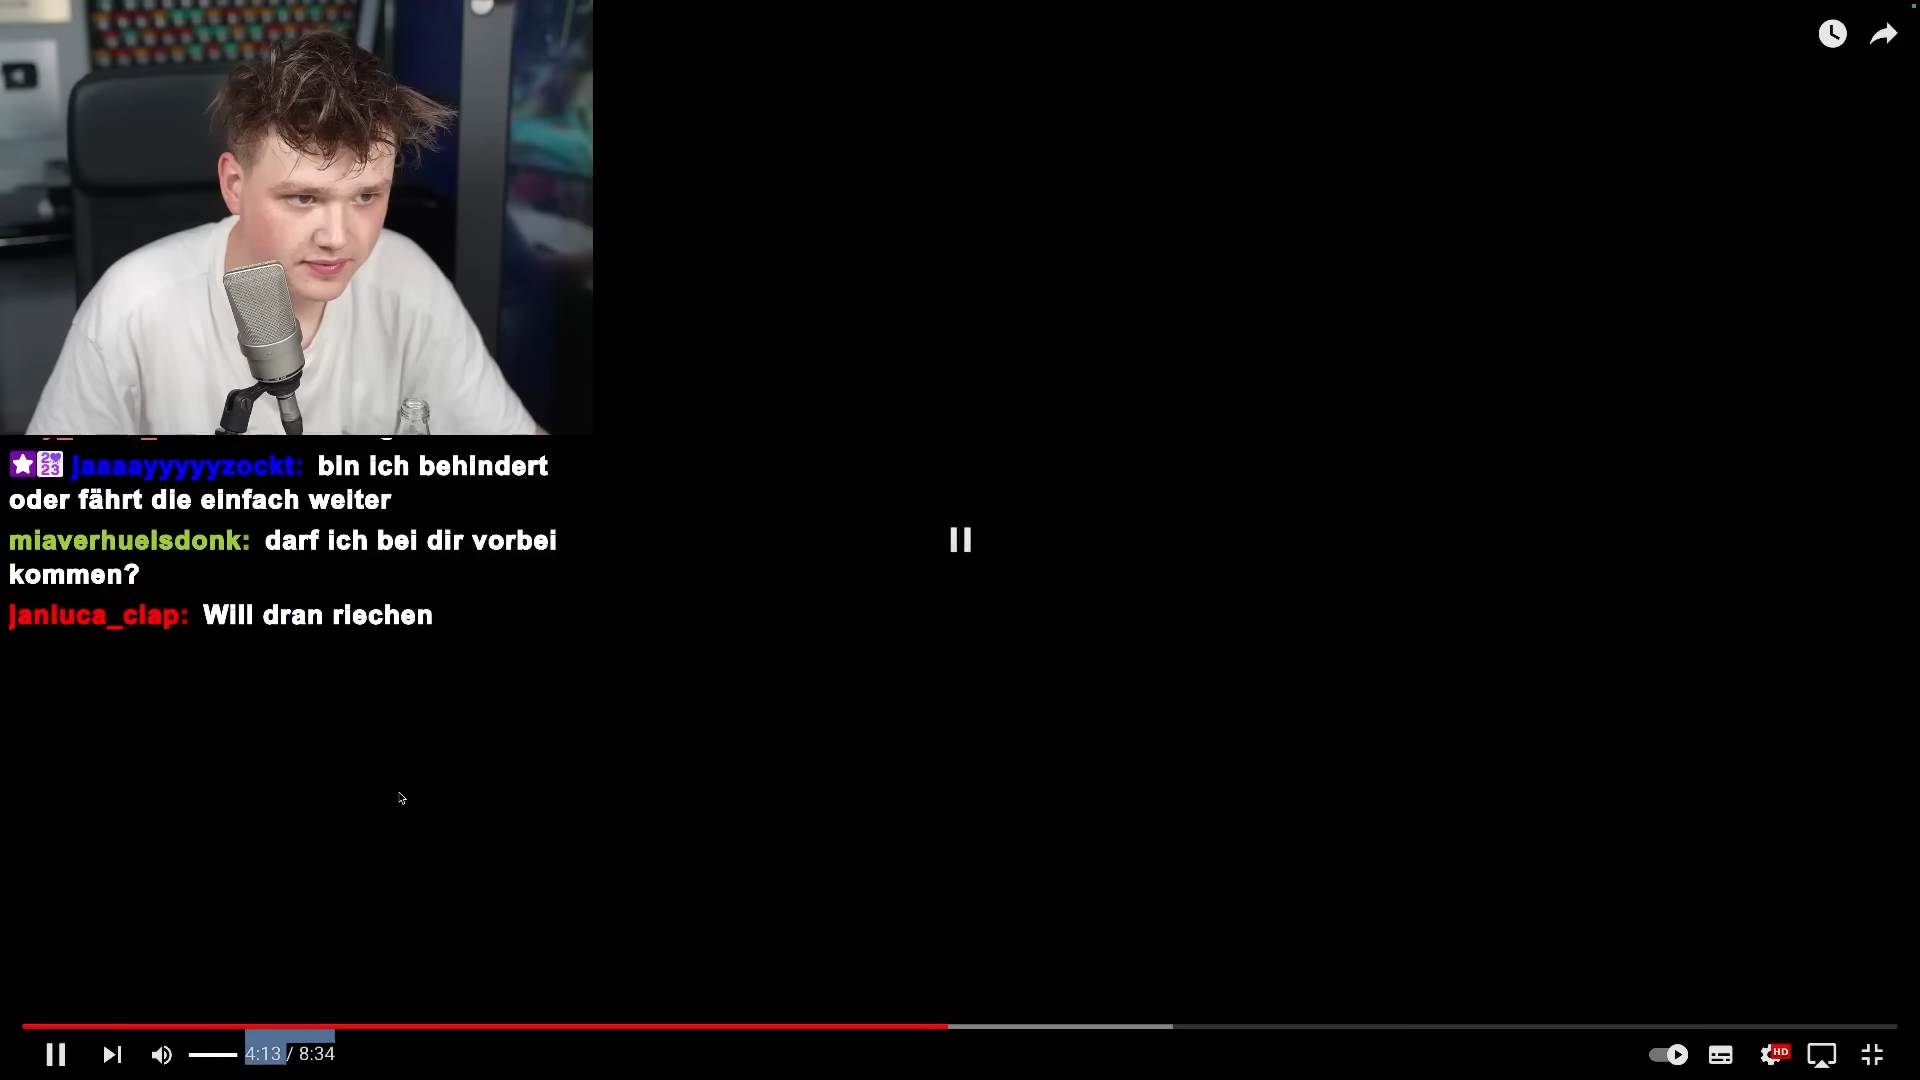 jaaaayyyyyzockt: bin ich behindert
oder fährt die einfach weiter
miaverhuelsdonk: darf ich bei dir vorbei
kommen?
janluca_clap: Will dran riechen
4:13 / 8:34
HD